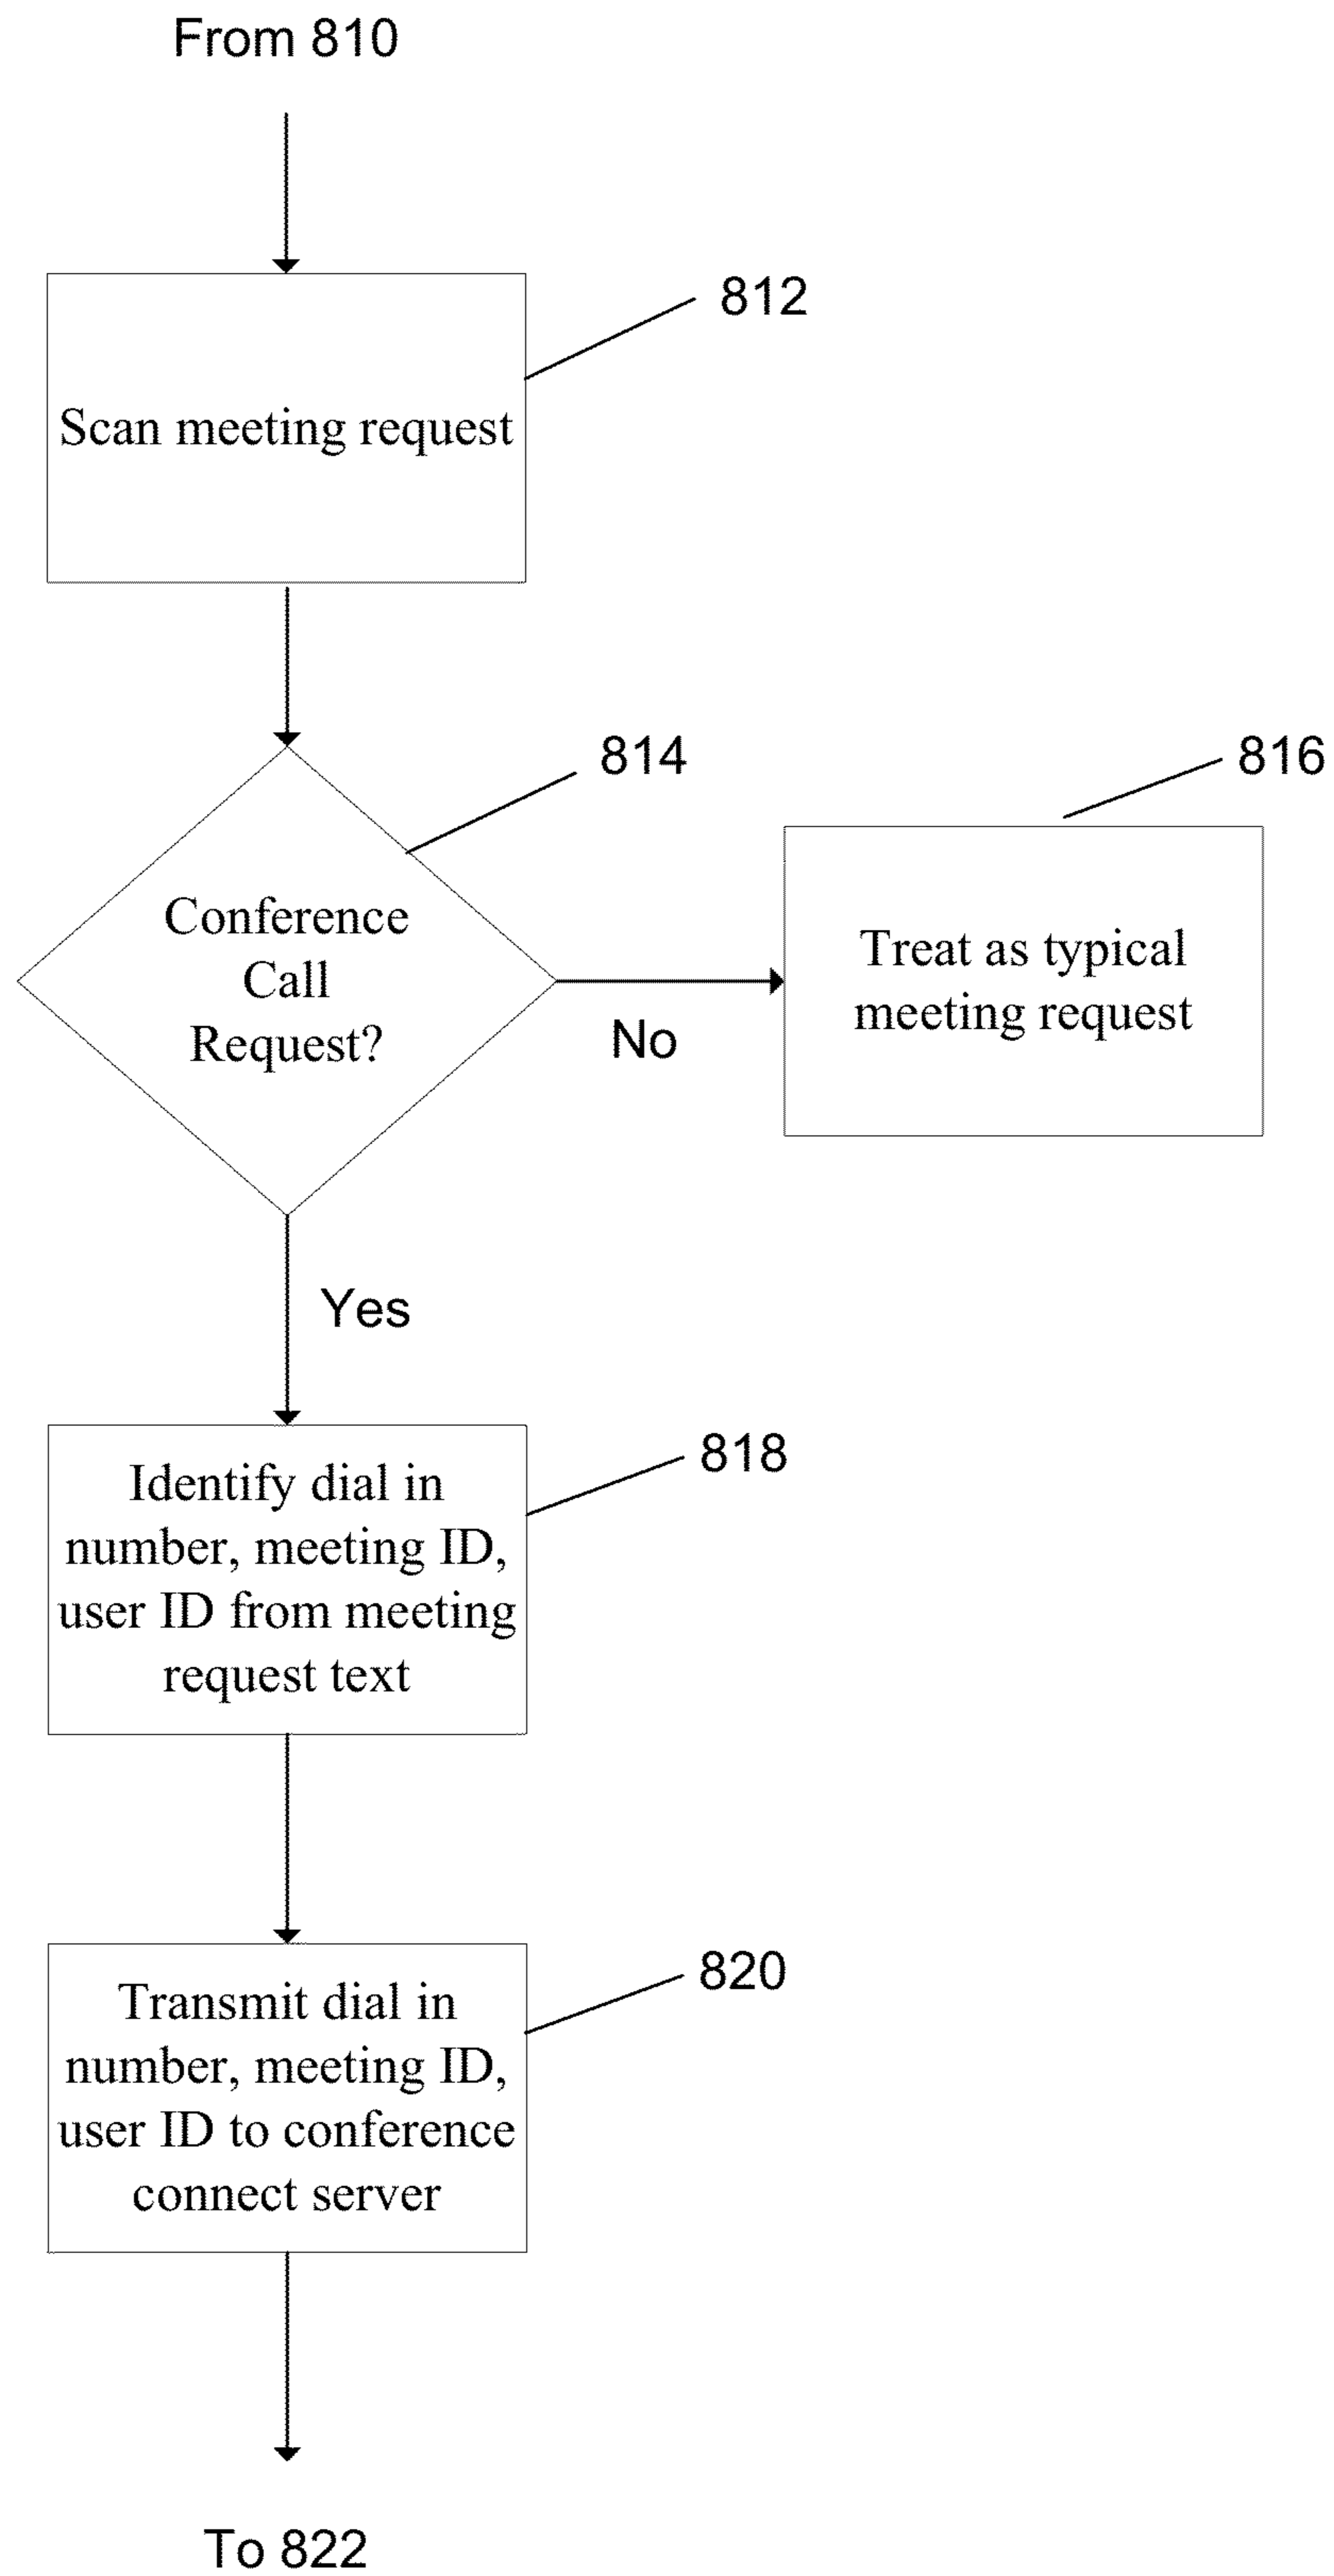 From 810
812
Scan meeting request
814
816
Conference
Call
Request?
Treat as typical
meeting request
No
Yes
818
Identify dial in
number, meeting ID,
user ID from meeting
request text
820
Transmit dial in
number, meeting ID,
user ID to conference
connect server
To 822